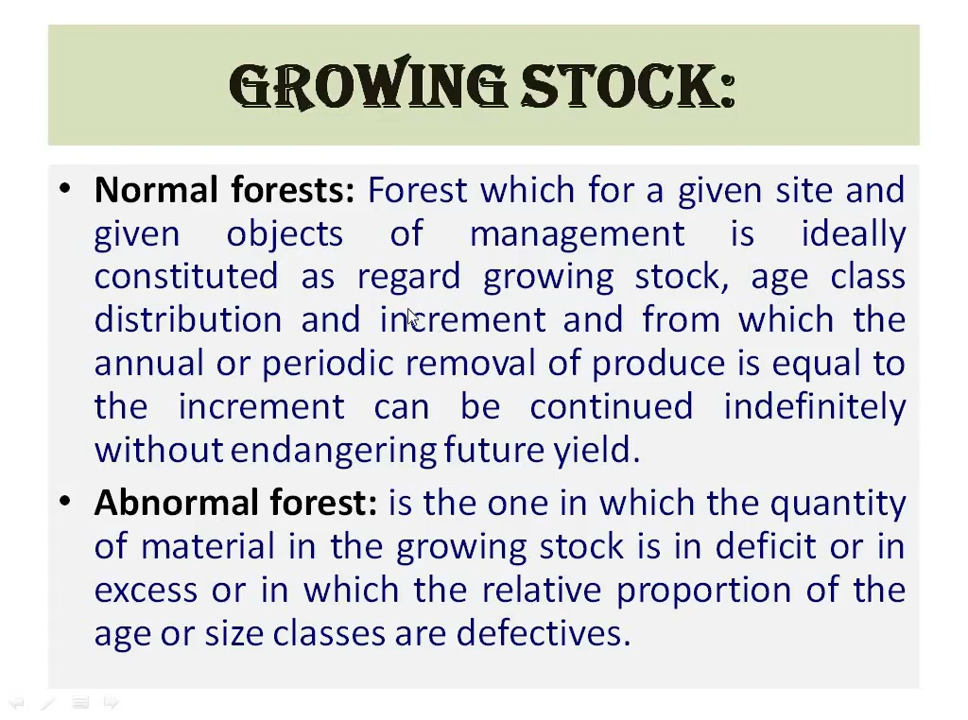 GROWING STOCK:
• Normal forests: Forest which for a given site and
given objects of management is ideally
constituted as regard growing stock, age class
distribution and increment and from which the
annual or periodic removal of produce is equal to
the increment can be continued indefinitely
without endangering future yield.
• Abnormal forest: is the one in which the quantity
of material in the growing stock is in deficit or in
excess or in which the relative proportion of the
age or size classes are defectives.